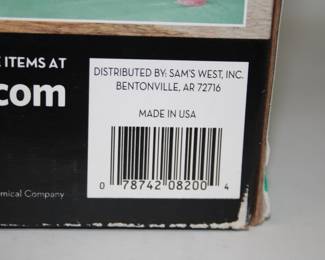 ITEMS AT
.com
DISTRIBUTED BY: SAM'S WEST, INC.
BENTONVILLE, AR 72716
MADE IN USA
0 78742 08200 4
mical Company